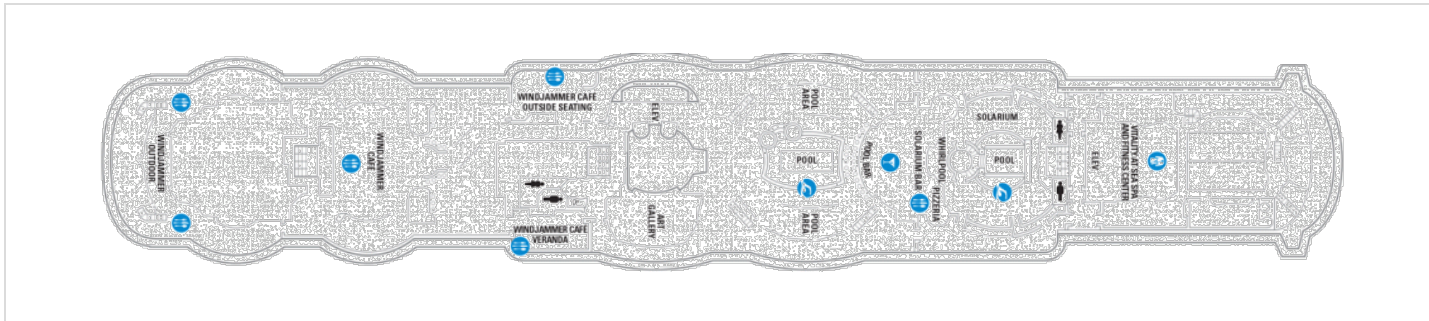 WINDJAMMER
OUTDOOR
WINDJAMMER
CAFE
WINDJAMMER CAFE
OUTSIDE SEATING
WINDJAMMER CAFE
VERANDA
ELEV
ART
GALLERY
POOL
AREA
POOL
POOL
AREA
POOL BAR
SOLARIUM BAR
WHIRLPOOL PIZZERIA
SOLARIUM
POOL
ELEV
VITALITY AT SEA SPA
AND FITNESS CENTER